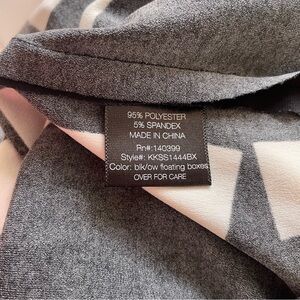 95% POLYESTER
5% SPANDEX
MADE IN CHINA
Rn#: 140399
Style#: KKSS1444BX
Color: blk/ow floating boxes
OVER FOR CARE